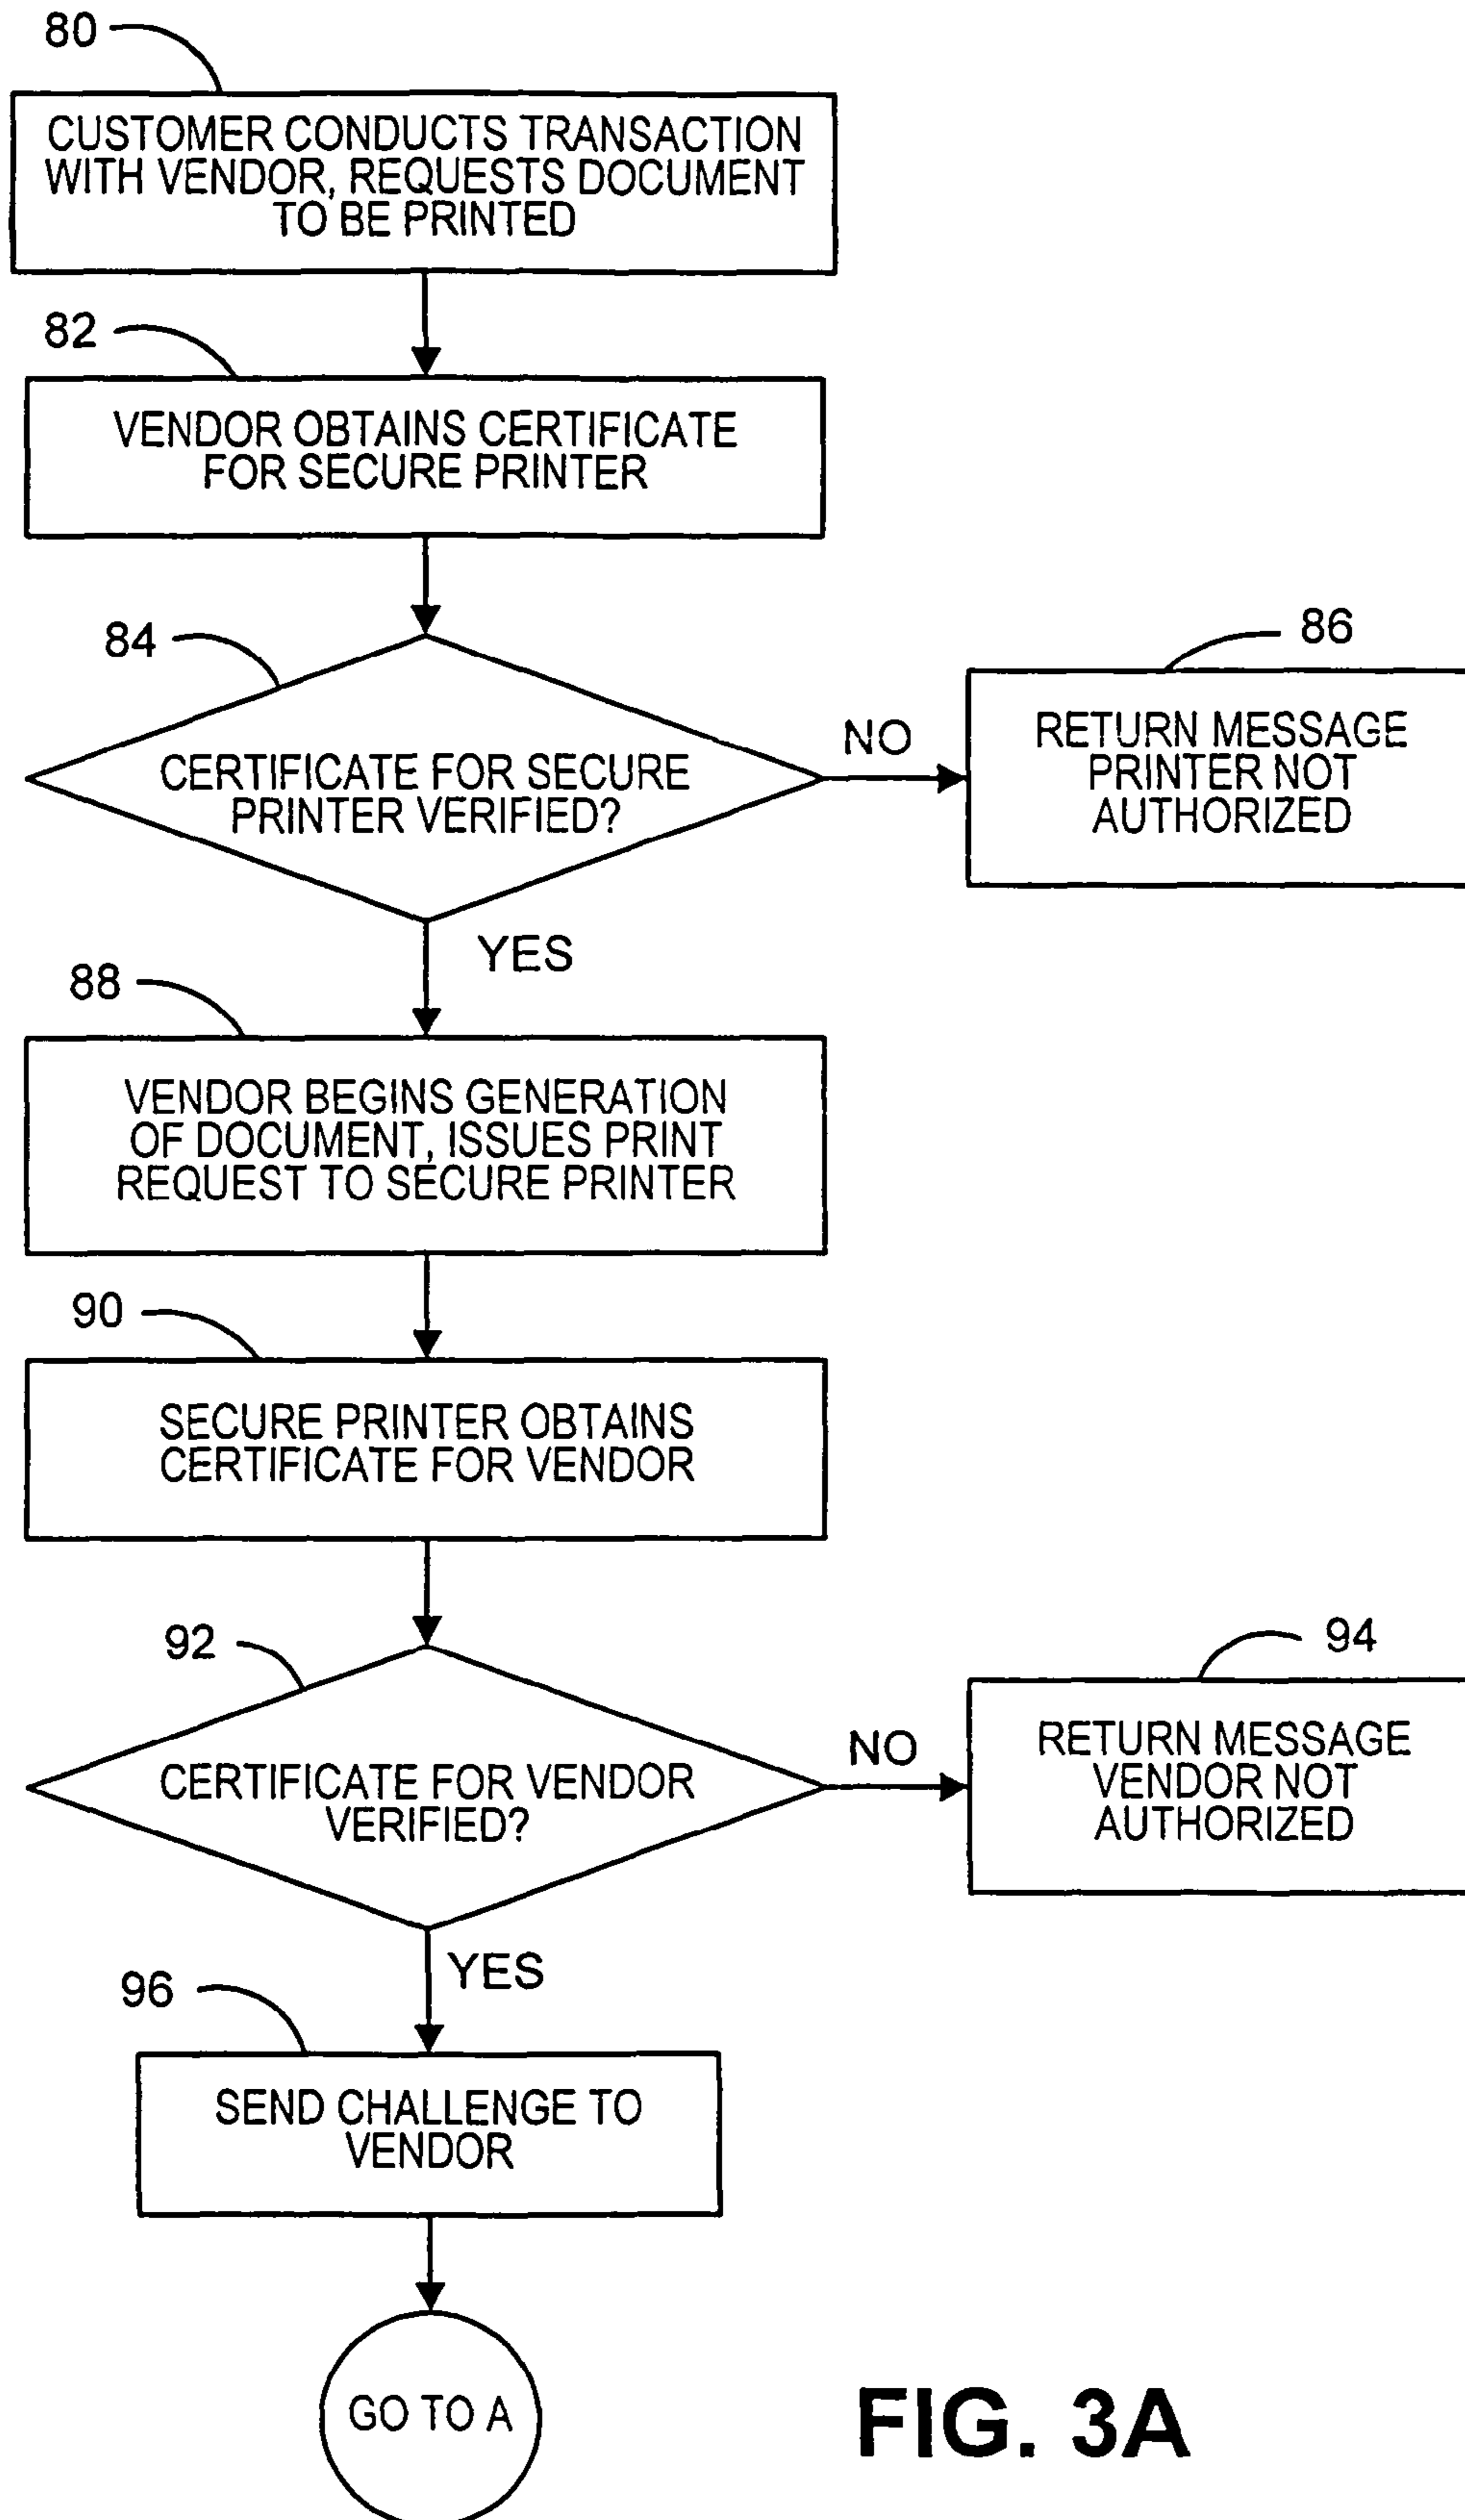 80
CUSTOMER CONDUCTS TRANSACTION
WITH VENDOR, REQUESTS DOCUMENT
TO BE PRINTED
82
VENDOR OBTAINS CERTIFICATE
FOR SECURE PRINTER
84
CERTIFICATE FOR SECURE
PRINTER VERIFIED?
NO
86
RETURN MESSAGE
PRINTER NOT
AUTHORIZED
YES
88
VENDOR BEGINS GENERATION
OF DOCUMENT, ISSUES PRINT
REQUEST TO SECURE PRINTER
90
SECURE PRINTER OBTAINS
CERTIFICATE FOR VENDOR
92
CERTIFICATE FOR VENDOR
VERIFIED?
NO
94
RETURN MESSAGE
VENDOR NOT
AUTHORIZED
YES
96
SEND CHALLENGE TO
VENDOR
GO TO A
FIG. 3A